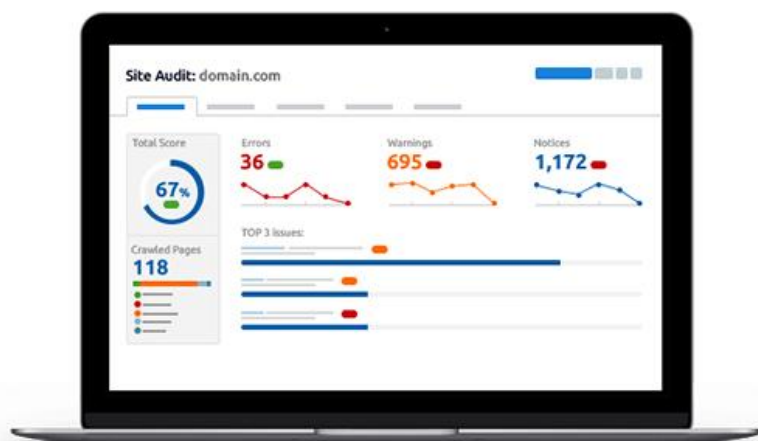 Site Audit: domain.com
Total Score
67%
Errors
36
Warnings
695
Notices
1,172
TOP 3 issues:
Crawled Pages
118